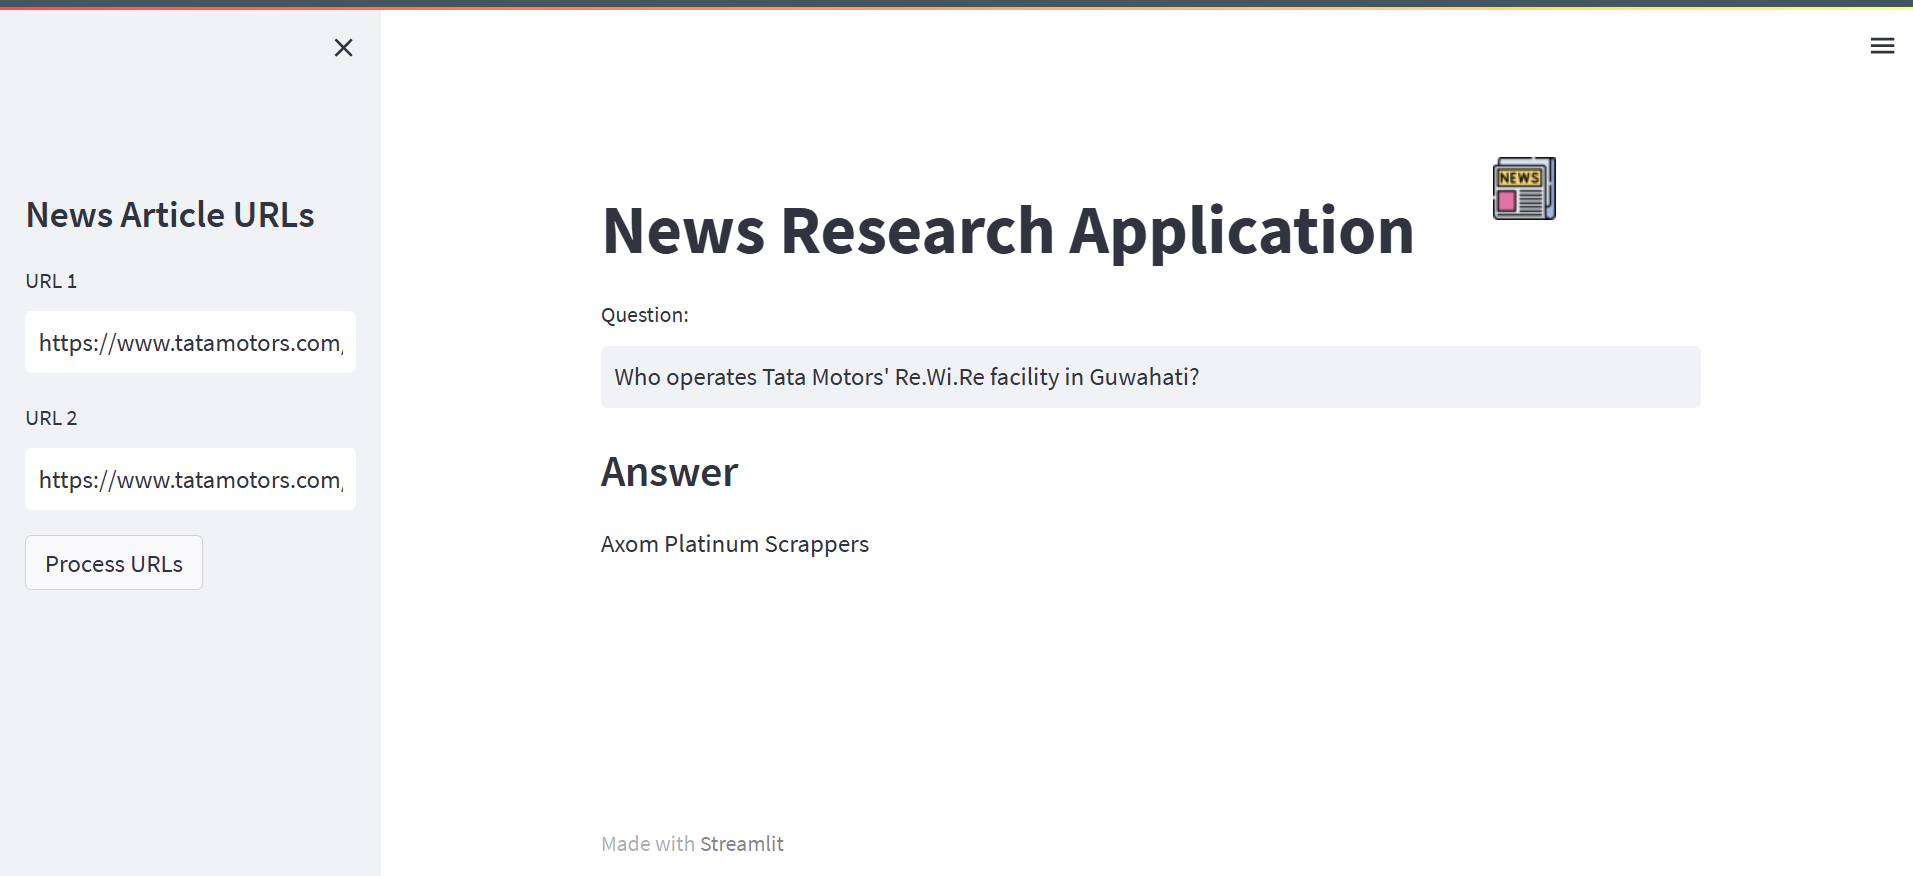 News Article URLs
URL 1
https://www.tatamotors.com,
URL 2
https://www.tatamotors.com,
Process URLs
NEWS
News Research Application
Question:
Who operates Tata Motors' Re.Wi.Re facility in Guwahati?
Answer
Axom Platinum Scrappers
Made with Streamlit